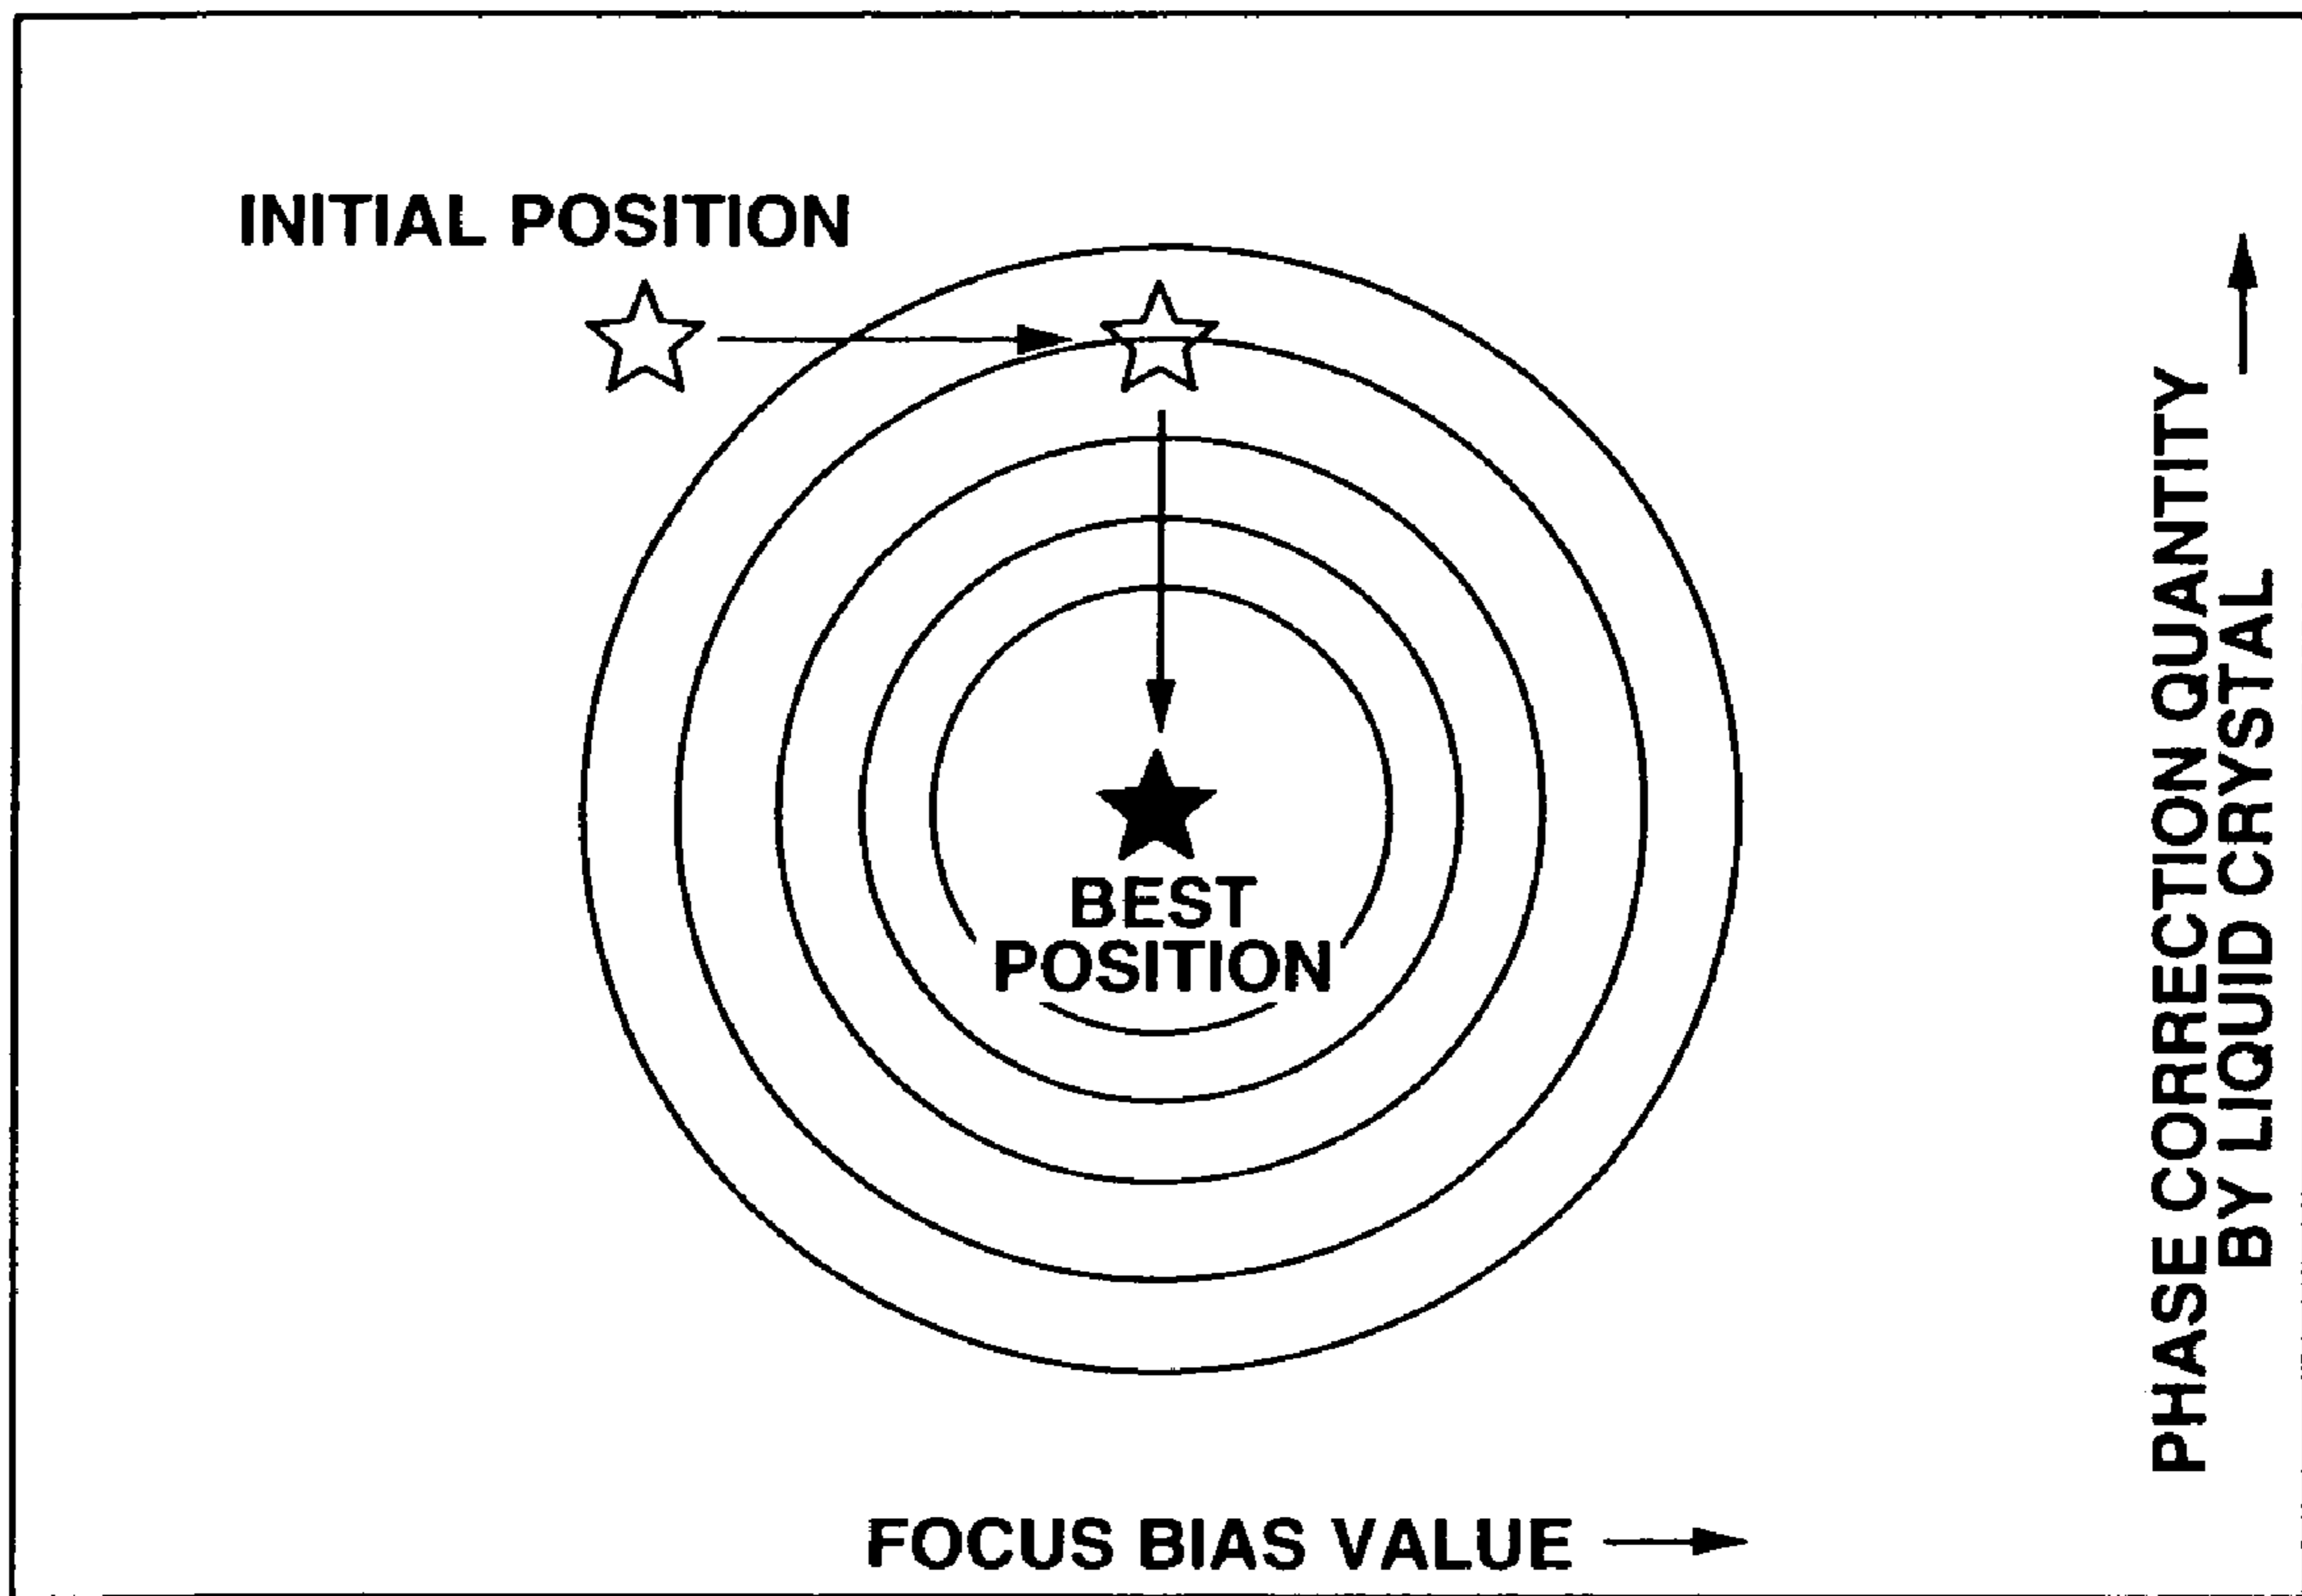 INITIAL POSITION
BEST
POSITION
PHASE CORRECTION QUANTITY
BY LIQUID CRYSTAL
FOCUS BIAS VALUE